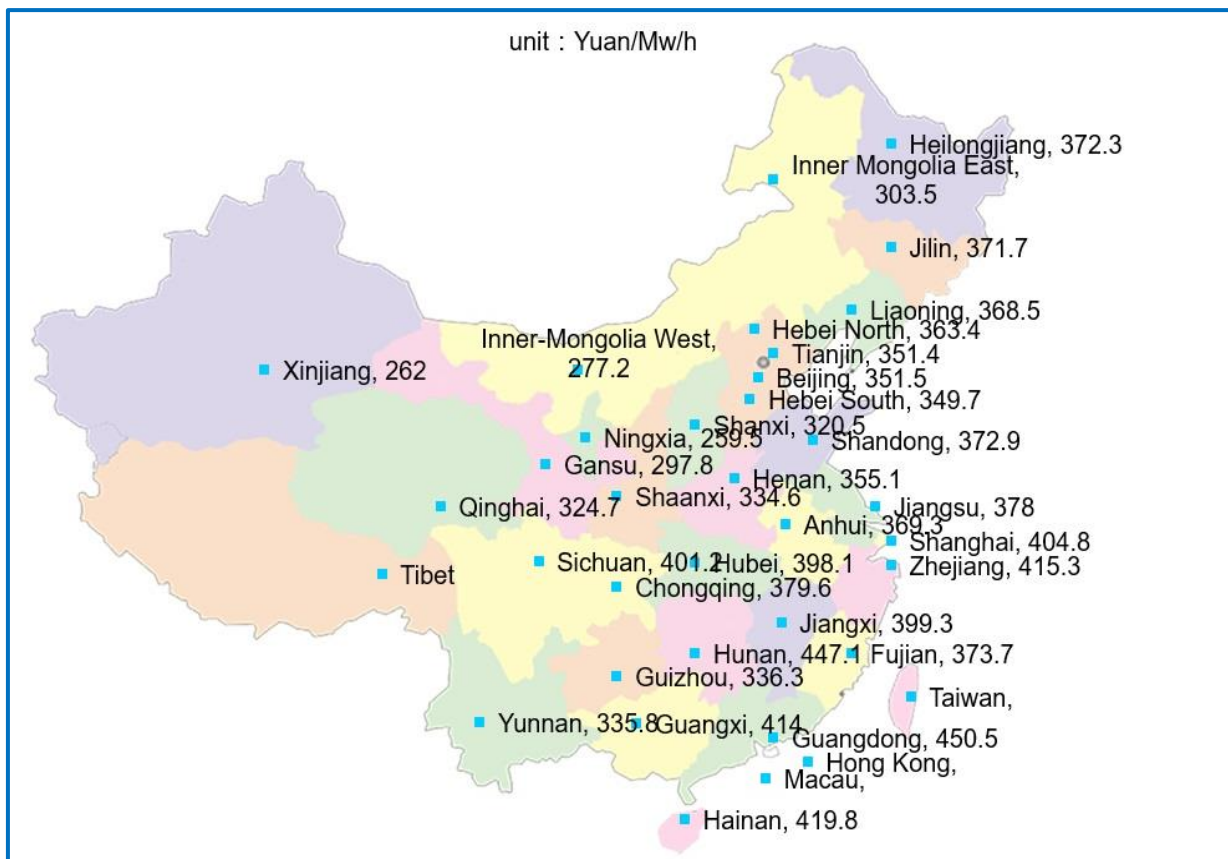 unit : Yuan/Mw/h
Heilongjiang, 372.3
Inner Mongolia East,
303.5
Jilin, 371.7
Liaoning, 368.5
Hebei North, 363.4
Inner-Mongolia West,
277.2
Tianjin, 351.4
Xinjiang, 262
Beijing, 351.5
Hebei South, 349.7
Shanxi, 320.5
Ningxia, 259.5
Shandong, 372.9
Gansu, 297.8
Henan, 355.1
Shaanxi, 334.6
Qinghai, 324.7
Jiangsu, 378
Anhui, 369.3
Shanghai, 404.8
Sichuan, 401.2
Hubei, 398.1
Zhejiang, 415.3
Tibet
Chongqing, 379.6
Jiangxi, 399.3
Hunan, 447.1
Fujian, 373.7
Guizhou, 336.3
Taiwan,
Yunnan, 335.8
Guangxi, 414
Guangdong, 450.5
Hong Kong,
Macau,
Hainan, 419.8